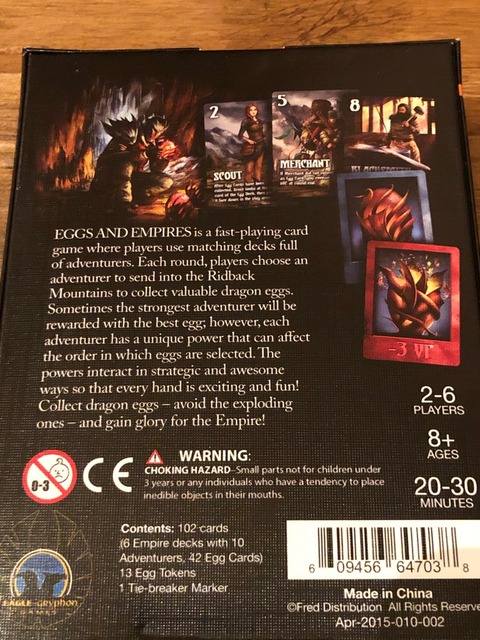 2
5
8
SCOUT
MERCHANT
BLACKSMITH
-3 VP
EGGS AND EMPIRES is a fast-playing card
game where players use matching decks full
of adventurers. Each round, players choose an
adventurer to send into the Ridback
Mountains to collect valuable dragon eggs.
Sometimes the strongest adventurer will be
rewarded with the best egg; however, each
adventurer has a unique power that can affect
the order in which eggs are selected. The
powers interact in strategic and awesome
ways so that every hand is exciting and fun!
Collect dragon eggs – avoid the exploding
ones – and gain glory for the Empire!
2-6
PLAYERS
8+
AGES
20-30
MINUTES
0-3
CE
WARNING:
CHOKING HAZARD–Small parts not for children under
3 years or any individuals who have a tendency to place
inedible objects in their mouths.
Contents: 102 cards
(6 Empire decks with 10
Adventurers, 42 Egg Cards)
13 Egg Tokens
1 Tie-breaker Marker
EAGLE-GRYPHON
GAMES
6 09456 64703 8
Made in China
©Fred Distribution All Rights Reserve
Apr-2015-010-002